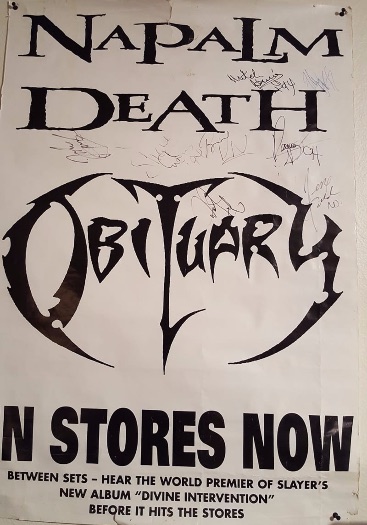 NAPALM
DEATH
OBITUARY
N STORES NOW
BETWEEN SETS – HEAR THE WORLD PREMIER OF SLAYER'S
NEW ALBUM "DIVINE INTERVENTION"
BEFORE IT HITS THE STORES